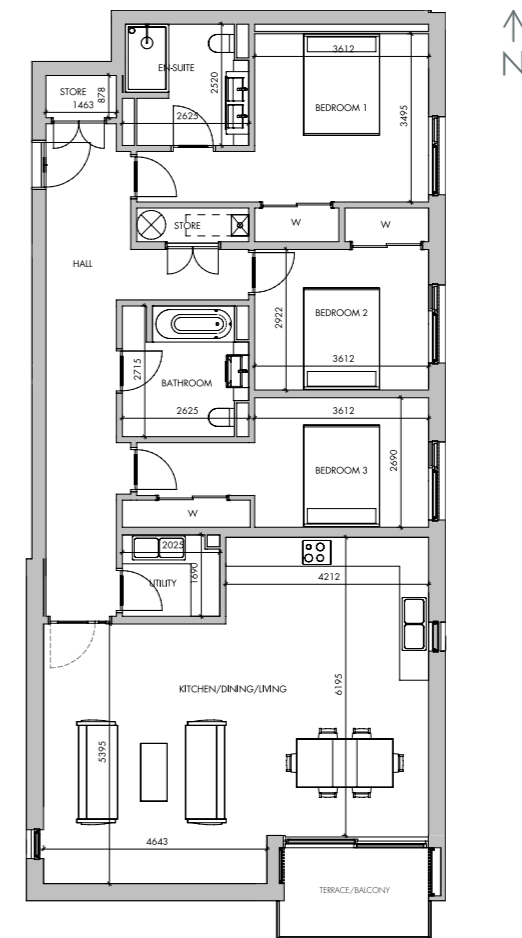 N
EN-SUITE
2520
2625
STORE
1463
878
3612
BEDROOM 1
3495
STORE
W
W
HALL
2922
BEDROOM 2
3612
2715
BATHROOM
2625
3612
BEDROOM 3
2690
W
2025
UTILITY
1690
4212
KITCHEN/DINING/LIVING
6195
5395
4643
TERRACE/BALCONY